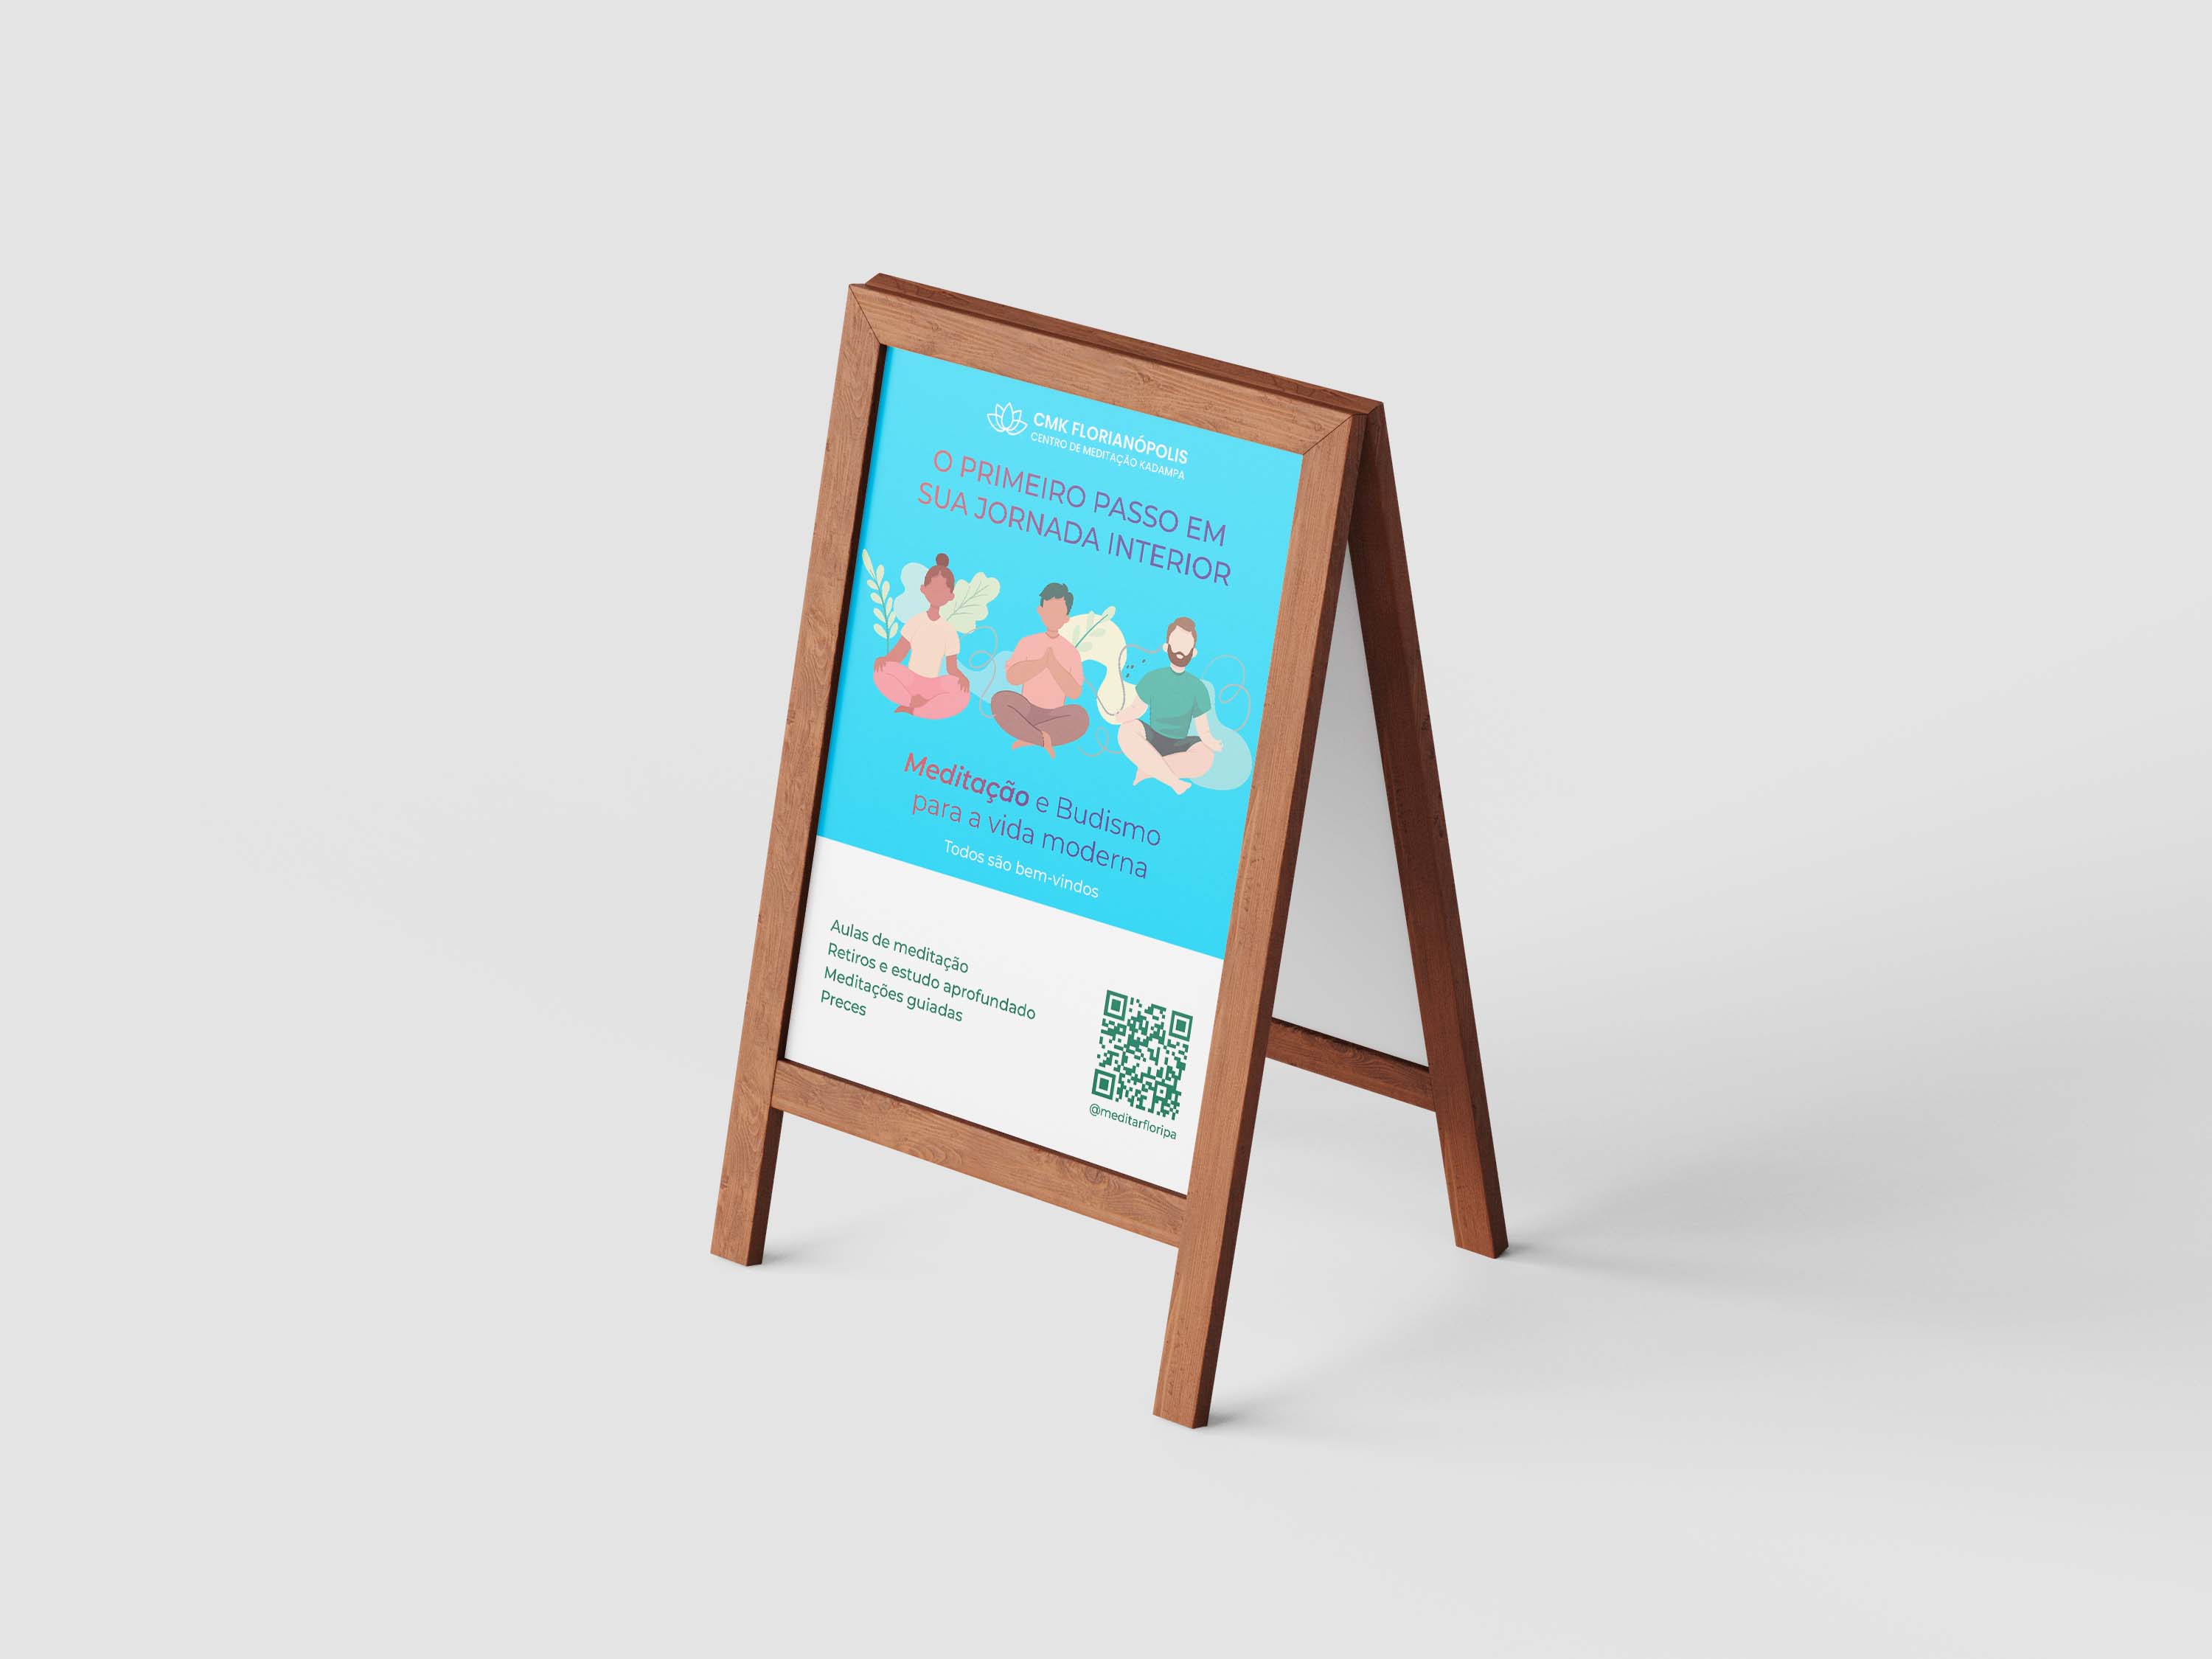 CMK FLORIANÓPOLIS
CENTRO DE MEDITAÇÃO KADAMPA
O PRIMEIRO PASSO EM
SUA JORNADA INTERIOR
Meditação e Budismo
para a vida moderna
Todos são bem-vindos
Aulas de meditação
Retiros e estudo aprofundado
Meditações guiadas
Preces
@meditarfloripa